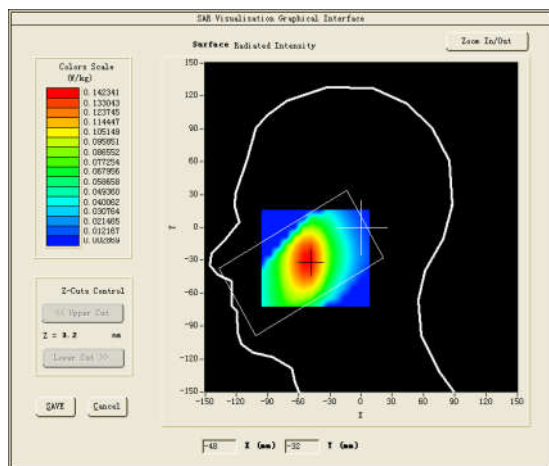 SAR Visualisation Graphical Interface
Surface Radiated Intensity
Zoom In/Out
Colors Scale
(W/kg)
0.142341
0.133043
0.123745
0.114447
0.105149
0.095851
0.086552
0.077254
0.067956
0.058658
0.049360
0.040062
0.030764
0.021465
0.012167
0.002869
150
120
90
60
30
0
-30
-60
-90
-120
-150
Y
-150 -120 -90 -60 -30 0 30 60 90 120 150
X
Z-Cuts Control
<< Upper Cut
Z = 3.2 mm
Lower Cut >>
SAVE
Cancel
-48 X (mm) -32 Y (mm)